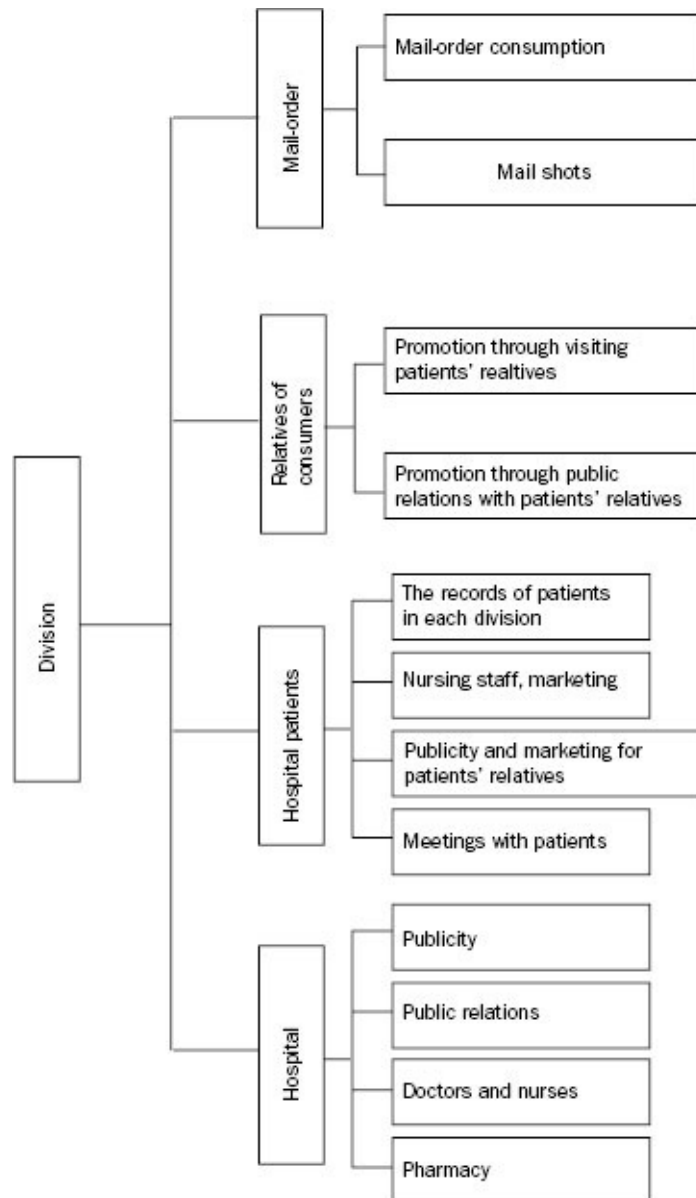 Division
Mail-order
Mail-order consumption
Mail shots
Relatives of
consumers
Promotion through visiting
patients' realtives
Promotion through public
relations with patients' relatives
Hospital patients
The records of patients
in each division
Nursing staff, marketing
Publicity and marketing for
patients' relatives
Meetings with patients
Hospital
Publicity
Public relations
Doctors and nurses
Pharmacy